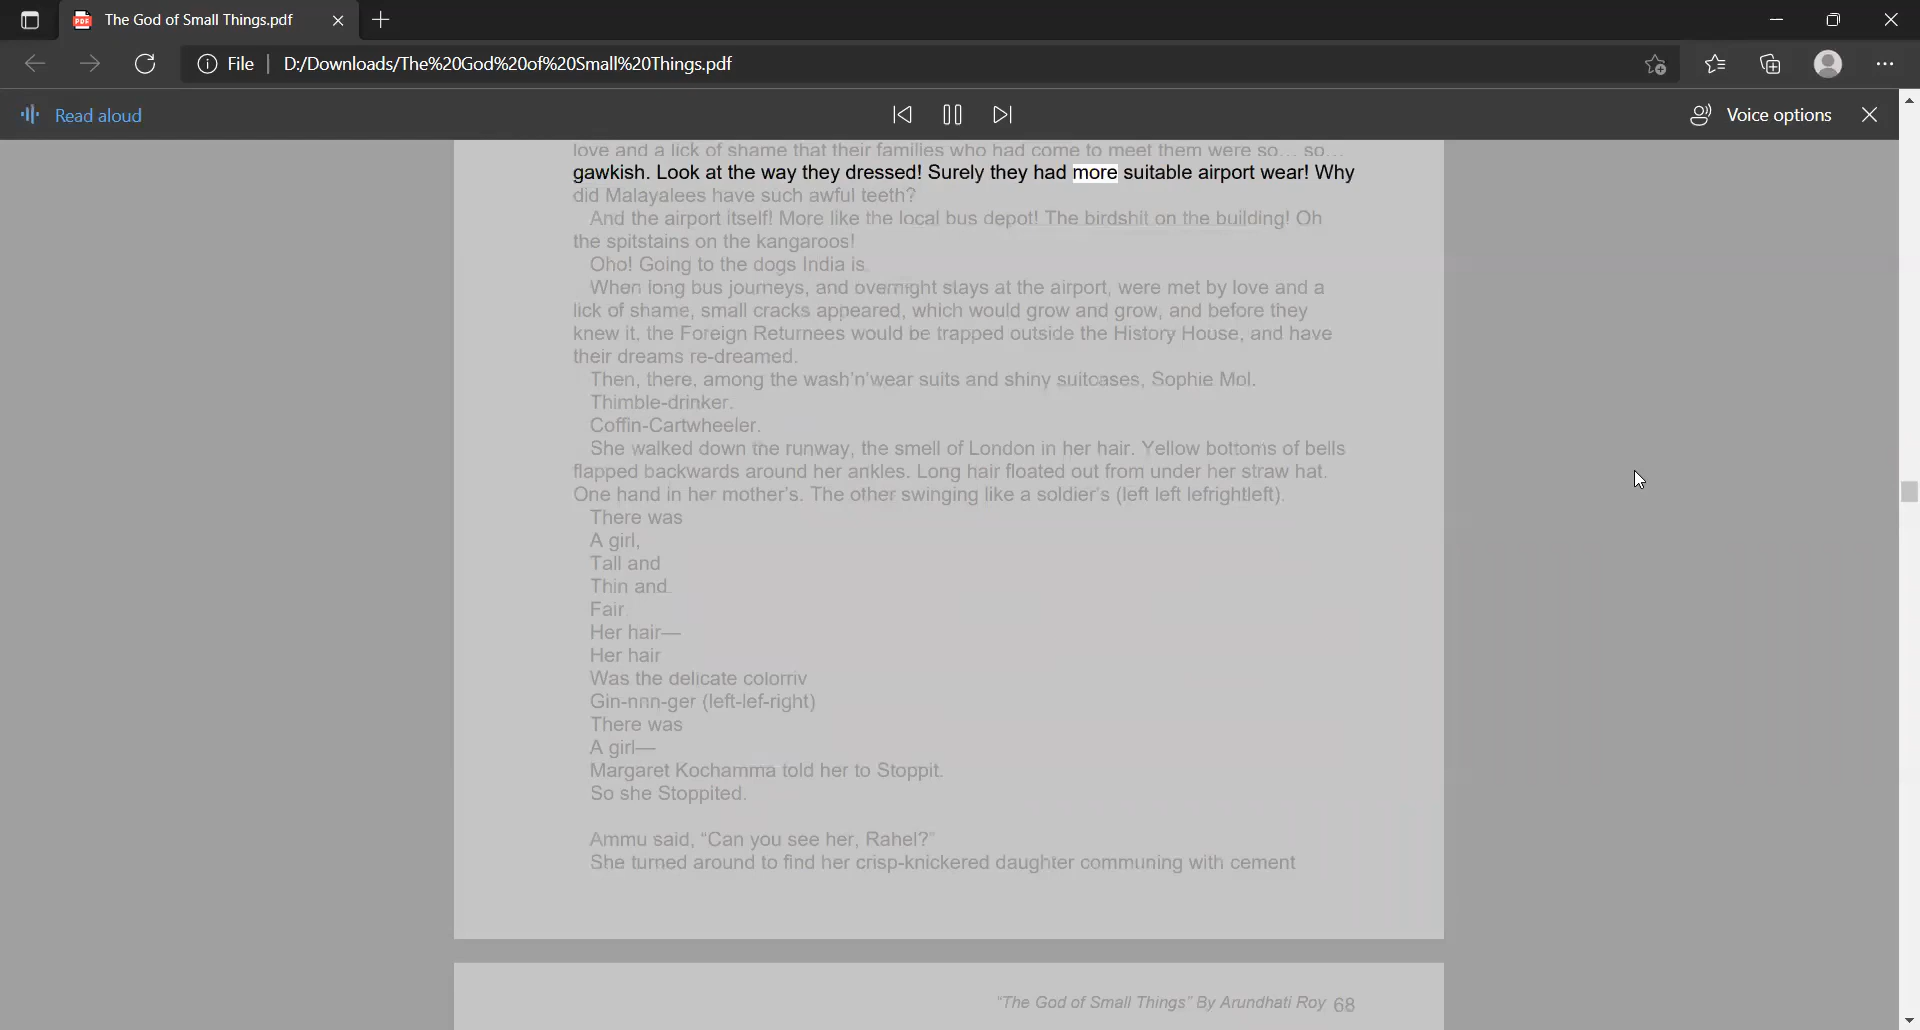 The God of Small Things.pdf
File | D:/Downloads/The%20God%20of%20Small%20Things.pdf
Read aloud
Voice options
love and a lick of shame that their families who had come to meet them were so... so...
gawkish. Look at the way they dressed! Surely they had more suitable airport wear! Why
did Malayalees have such awful teeth?
And the airport itself! More like the local bus depot! The birdshit on the building! Oh
the spitstains on the kangaroos!
Oho! Going to the dogs India is.
When long bus journeys, and overnight stays at the airport, were met by love and a
lick of shame, small cracks appeared, which would grow and grow, and before they
knew it, the Foreign Returnees would be trapped outside the History House, and have
their dreams re-dreamed.
Then, there, among the wash'n'wear suits and shiny suitcases, Sophie Mol.
Thimble-drinker.
Coffin-Cartwheeler.
She walked down the runway, the smell of London in her hair. Yellow bottoms of bells
flapped backwards around her ankles. Long hair floated out from under her straw hat.
One hand in her mother's. The other swinging like a soldier's (left left lefrightleft).
There was
A girl,
Tall and
Thin and
Fair
Her hair—
Her hair
Was the delicate colorriv
Gin-nnn-ger (left-lef-right)
There was
A girl—
Margaret Kochamma told her to Stoppit.
So she Stoppited.
Ammu said, “Can you see her, Rahel?”
She turned around to find her crisp-knickered daughter communing with cement
“The God of Small Things” By Arundhati Roy 68